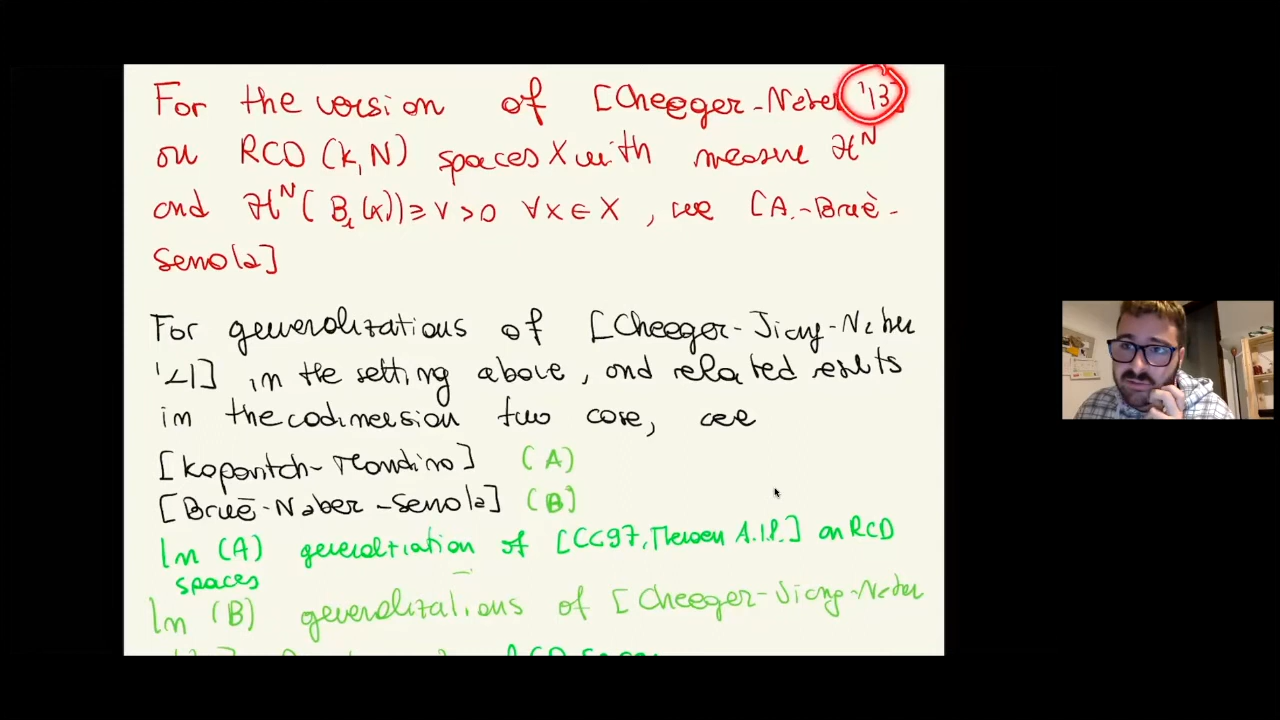 For the version of [Cheeger-Naber '13]
on RCD(K,N) spaces X with measure ℋ^N
and ℋ^N(B_1(x)) ≥ v > 0 ∀x ∈ X, see [A.-Bruè-
Semola]
For generalizations of [Cheeger-Jiang-Naber
'21] in the setting above, and related results
in the codimension two case, see
[Kapovitch-Mondino] (A)
[Bruè-Naber-Semola] (B)
In (A) generalization of [CC97, Theorem A.1.8.] on RCD
spaces
In (B) generalizations of [Cheeger-Jiang-Naber